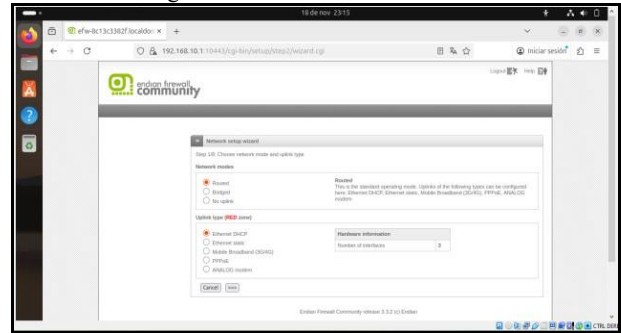 18 de nov 23:15
efw-8c13c3382f.localdo
192.168.10.1:10443/cgi-bin/setup/step2/wizard.cgi
Iniciar sesión
Logout Help
endian firewall
community
Network setup wizard
Step 1/8: Choose network mode and uplink type
Network modes
Routed
Bridged
No uplink
Routed
This is the standard operating mode. Uplinks of the following types can be configured
here: Ethernet DHCP, Ethernet static, Mobile Broadband (3G/4G), PPPoE, ANALOG
modem
Uplink type (RED zone)
Ethernet DHCP
Ethernet static
Mobile Broadband (3G/4G)
PPPoE
ANALOG modem
Hardware information
Number of interfaces
Cancel >>>
Endian Firewall Community release 3.3.2 (c) Endian